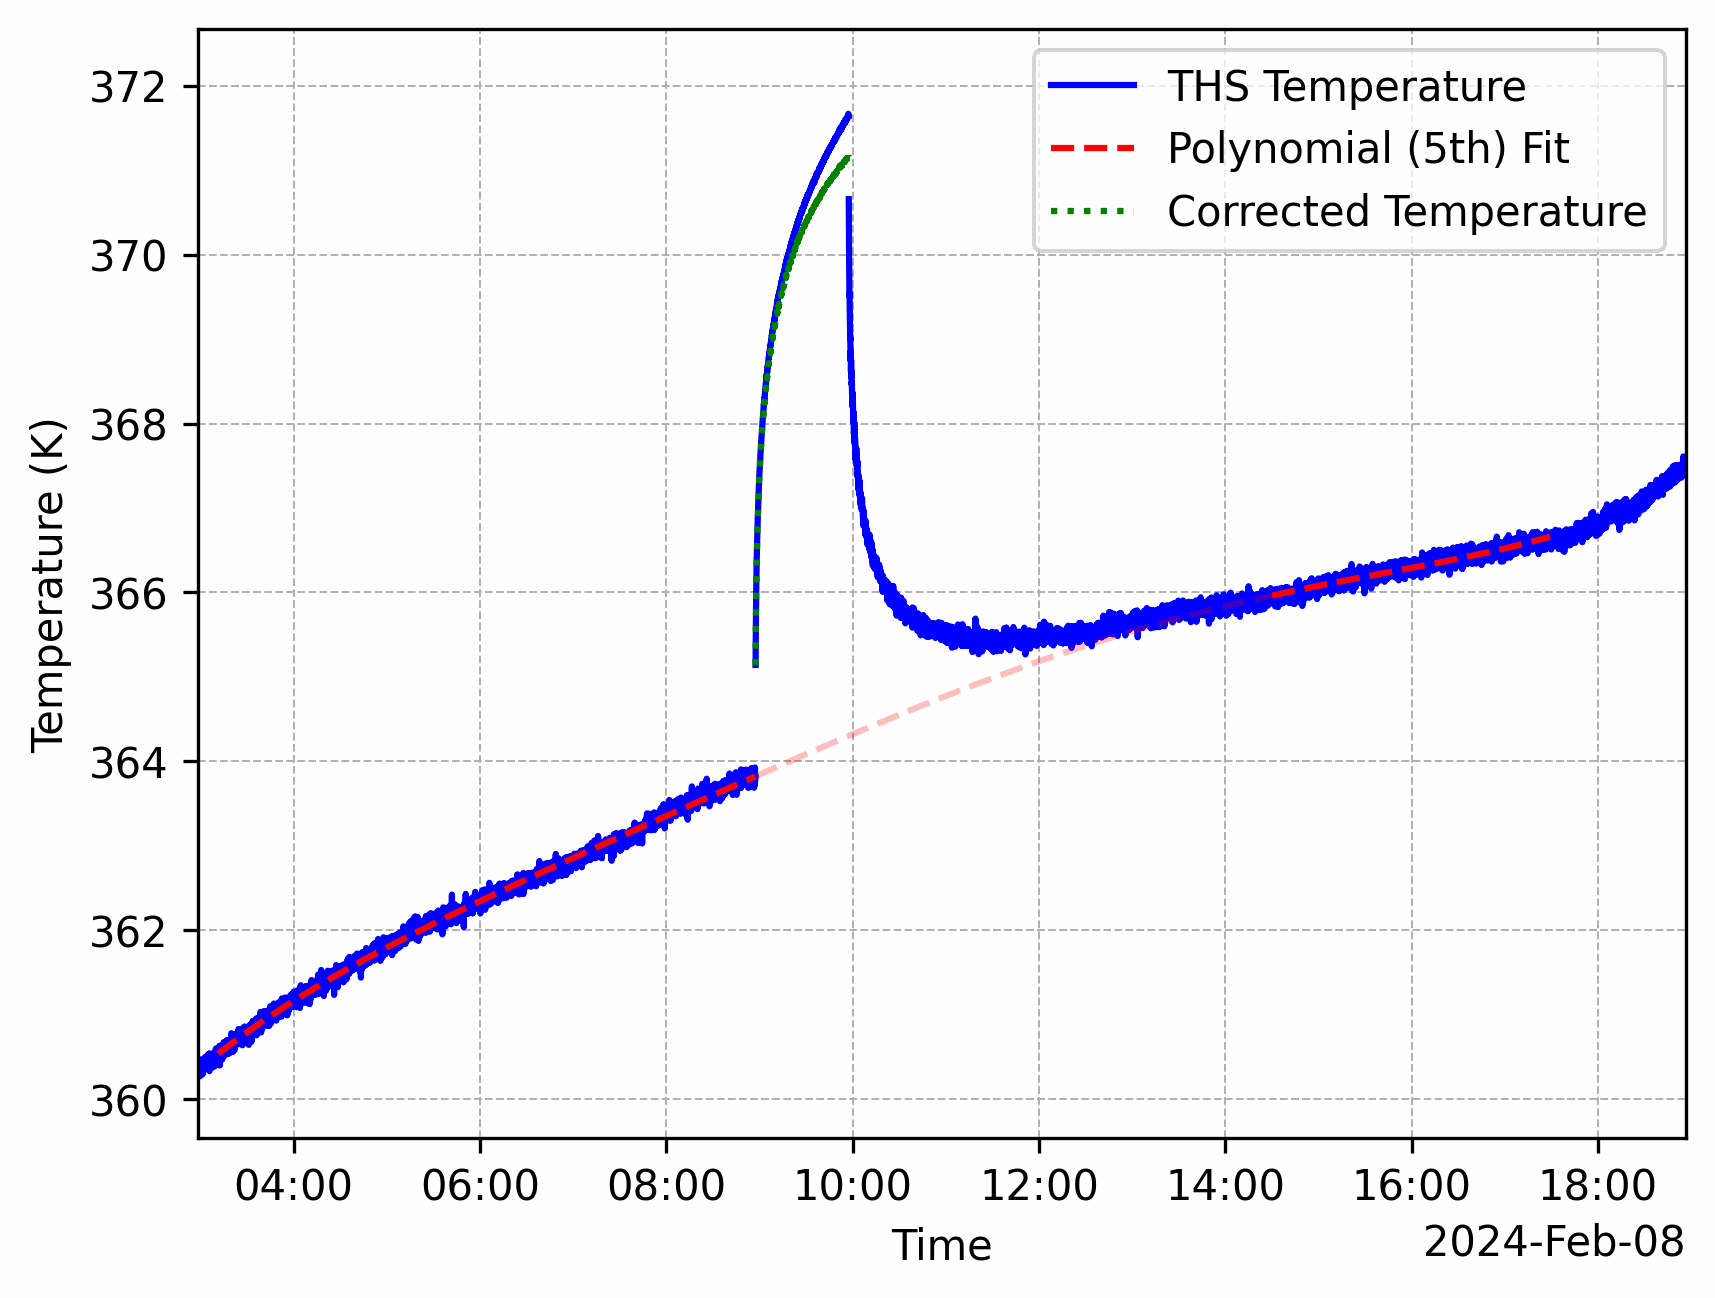 THS Temperature
Polynomial (5th) Fit
Corrected Temperature
372
370
368
366
364
362
360
Temperature (K)
04:00 06:00 08:00 10:00 12:00 14:00 16:00 18:00
Time
2024-Feb-08